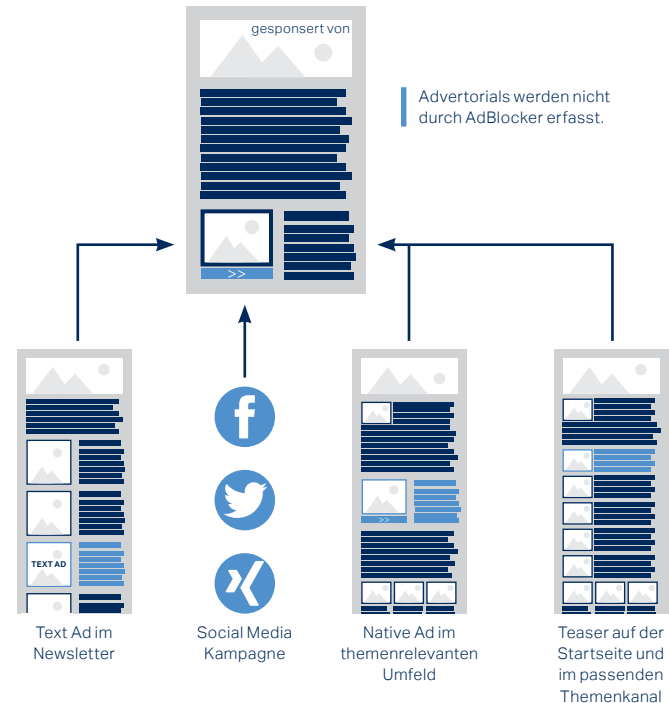 gesponsert von
Advertorials werden nicht
durch AdBlocker erfasst.
>>
>>
TEXT AD
Text Ad im
Newsletter
Social Media
Kampagne
Native Ad im
themenrelevanten
Umfeld
Teaser auf der
Startseite und
im passenden
Themenkanal